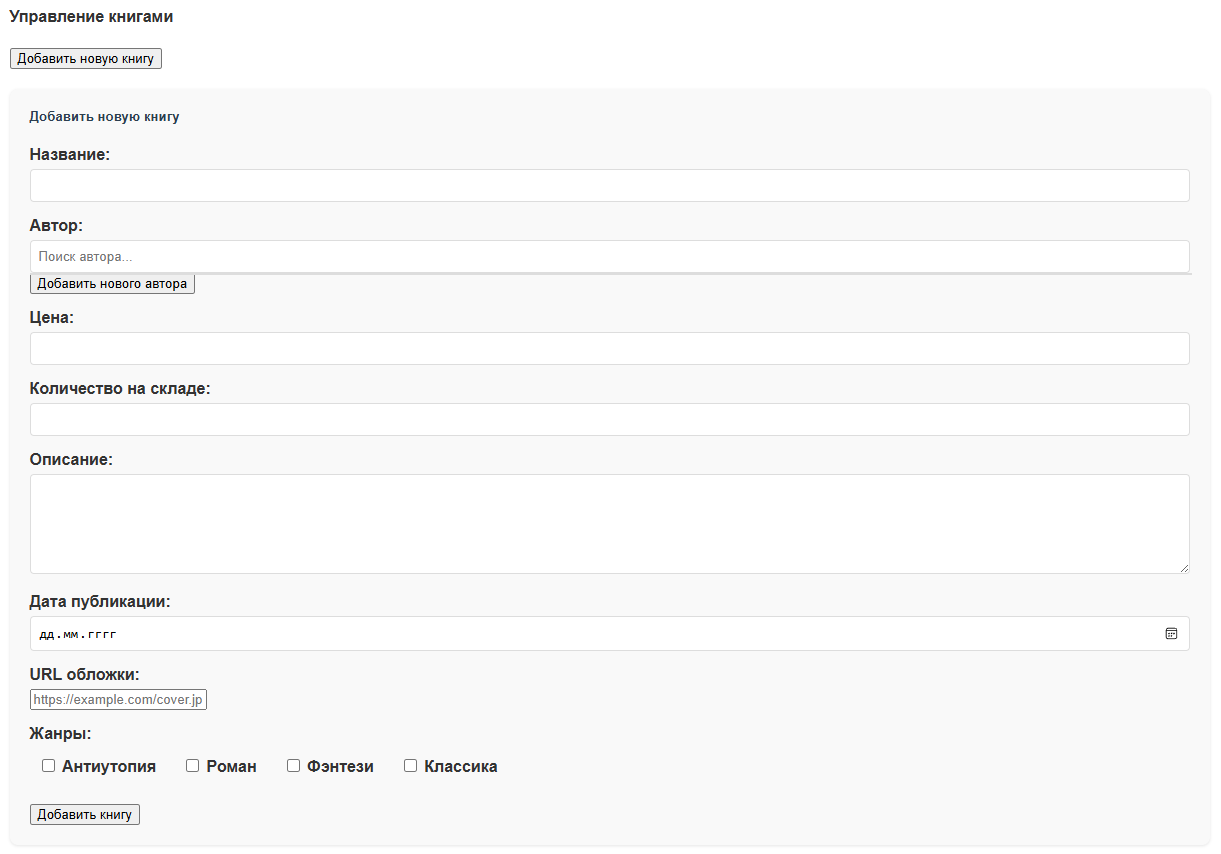 Управление книгами
Добавить новую книгу
Добавить новую книгу
Название:
Автор:
Поиск автора...
Добавить нового автора
Цена:
Количество на складе:
Описание:
Дата публикации:
дд.мм.гггг
URL обложки:
https://example.com/cover.jp
Жанры:
Антиутопия Роман Фэнтези Классика
Добавить книгу